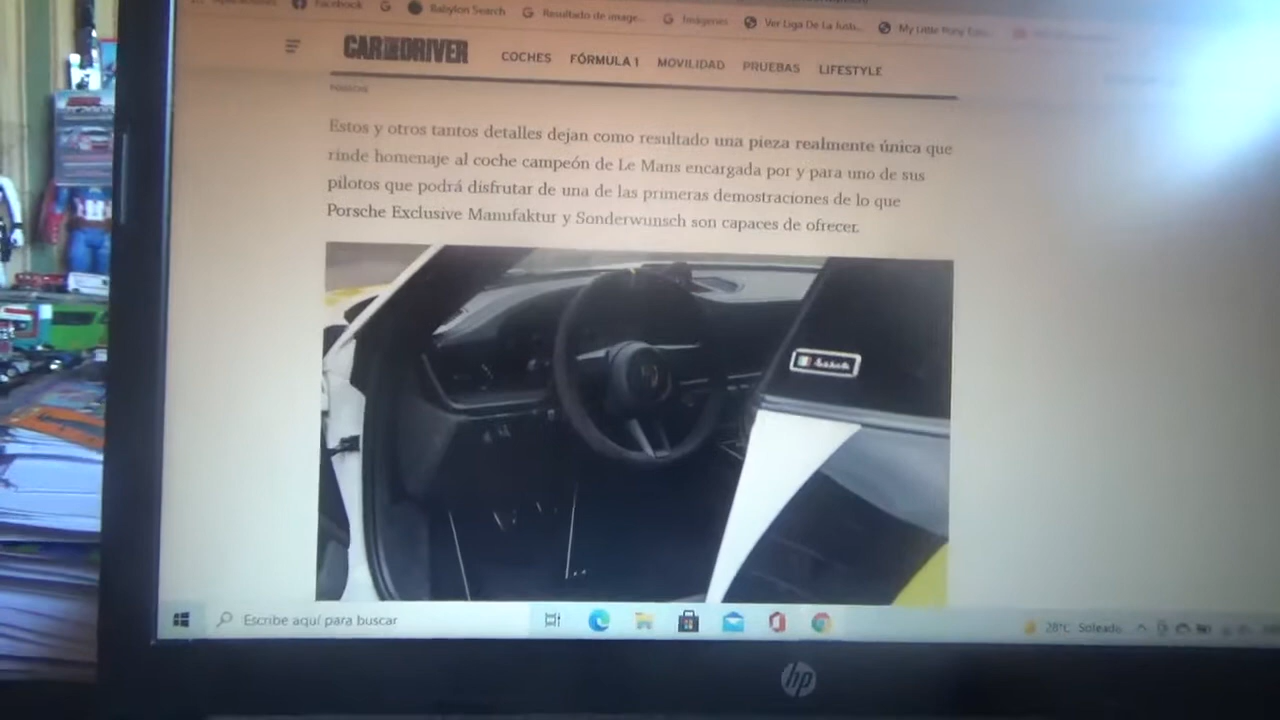 Facebook
Babylon Search
Resultado de image...
Imágenes
Ver Liga De La Justi...
My Little Pony
CAR AND DRIVER
COCHES FÓRMULA 1 MOVILIDAD PRUEBAS LIFESTYLE
PORSCHE
Estos y otros tantos detalles dejan como resultado una pieza realmente única que
rinde homenaje al coche campeón de Le Mans encargada por y para uno de sus
pilotos que podrá disfrutar de una de las primeras demostraciones de lo que
Porsche Exclusive Manufaktur y Sonderwunsch son capaces de ofrecer.
Escribe aquí para buscar
28°C Soleado
hp